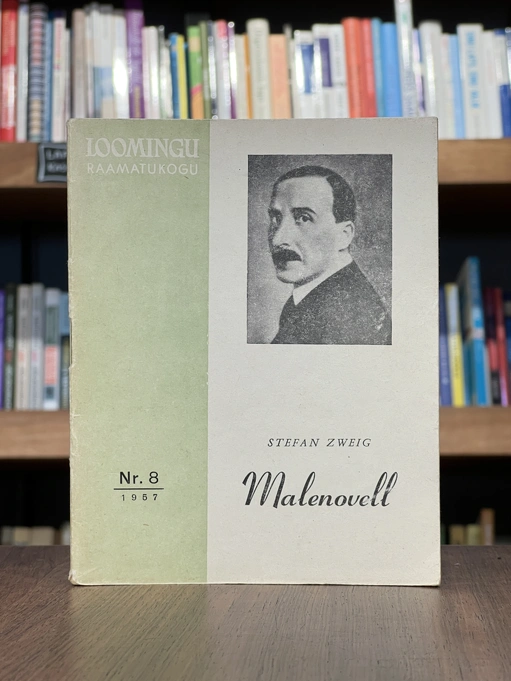 LOOMINGU
RAAMATUKOGU
STEFAN ZWEIG
Malenovell
Nr. 8
1957